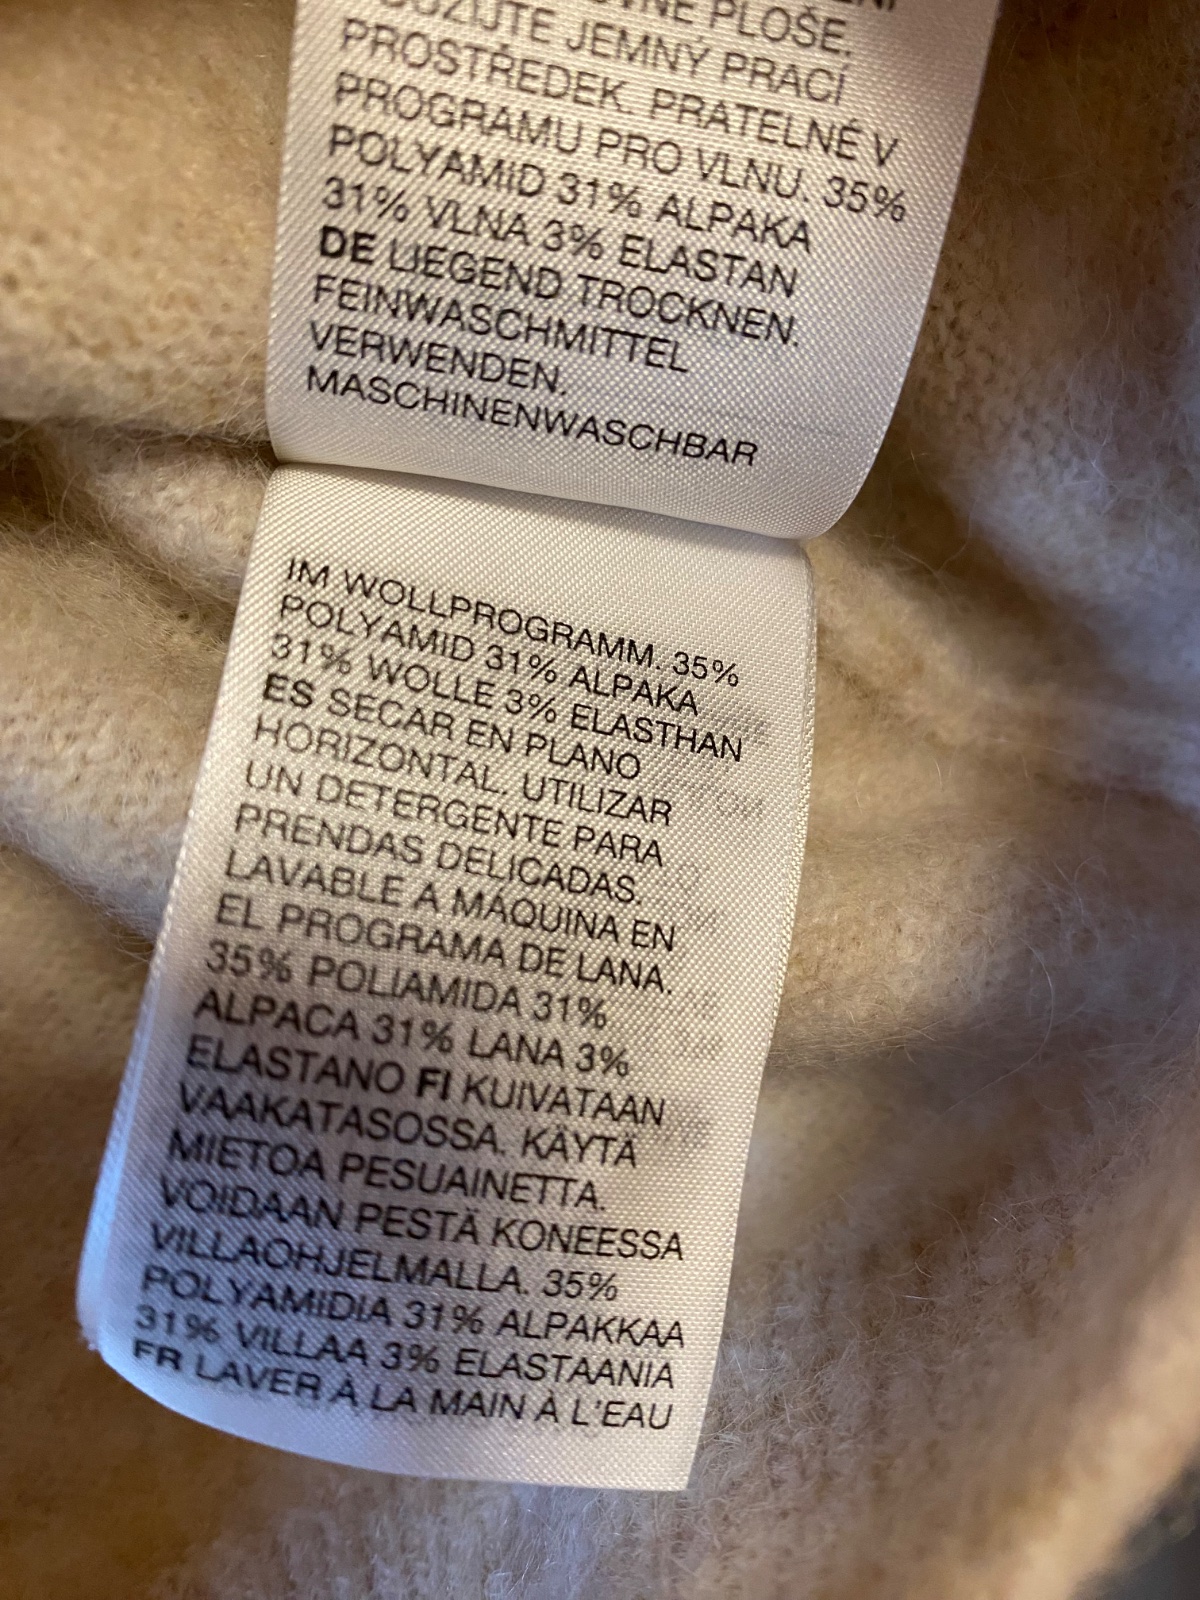 PLOŠE.
JEMNÝ PRACÍ
PROSTŘEDEK. PRATELNÉ V
PROGRAMU PRO VLNU. 35%
POLYAMID 31% ALPAKA
31% VLNA 3% ELASTAN
DE LIEGEND TROCKNEN.
FEINWASCHMITTEL
VERWENDEN.
MASCHINENWASCHBAR
IM WOLLPROGRAMM. 35%
POLYAMID 31% ALPAKA
31% WOLLE 3% ELASTHAN
ES SECAR EN PLANO
HORIZONTAL. UTILIZAR
UN DETERGENTE PARA
PRENDAS DELICADAS.
LAVABLE A MÁQUINA EN
EL PROGRAMA DE LANA.
35% POLIAMIDA 31%
ALPACA 31% LANA 3%
ELASTANO FI KUIVATAAN
VAAKATASOSSA. KÄYTÄ
MIETOA PESUAINETTA.
VOIDAAN PESTÄ KONEESSA
VILLAOHJELMALLA. 35%
POLYAMIDIA 31% ALPAKKAA
31% VILLAA 3% ELASTAANIA
FR LAVER À LA MAIN À L'EAU